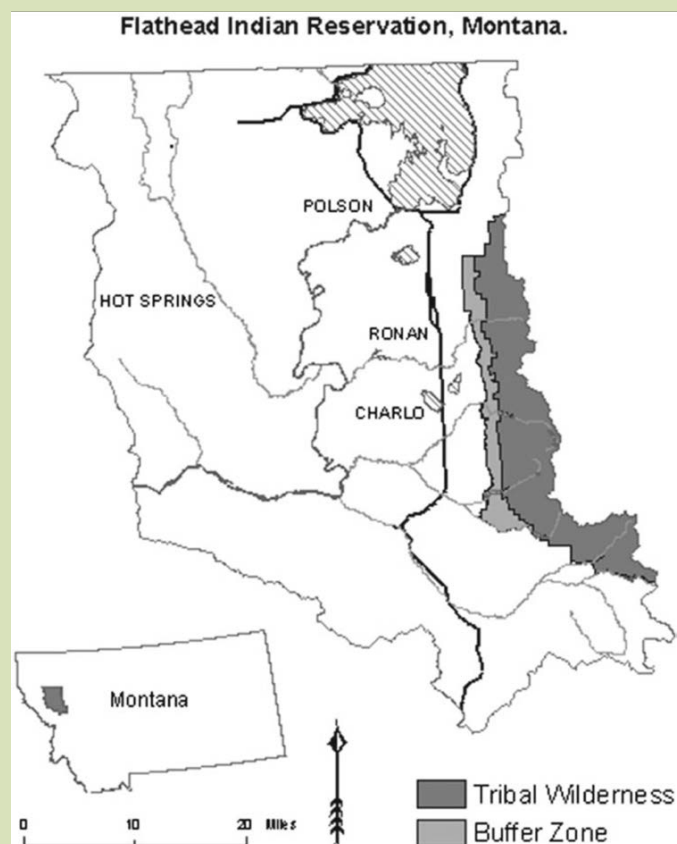 Flathead Indian Reservation, Montana.
POLSON
HOT SPRINGS
RONAN
CHARLO
Montana
Tribal Wilderness
0 10 20 Miles
Buffer Zone